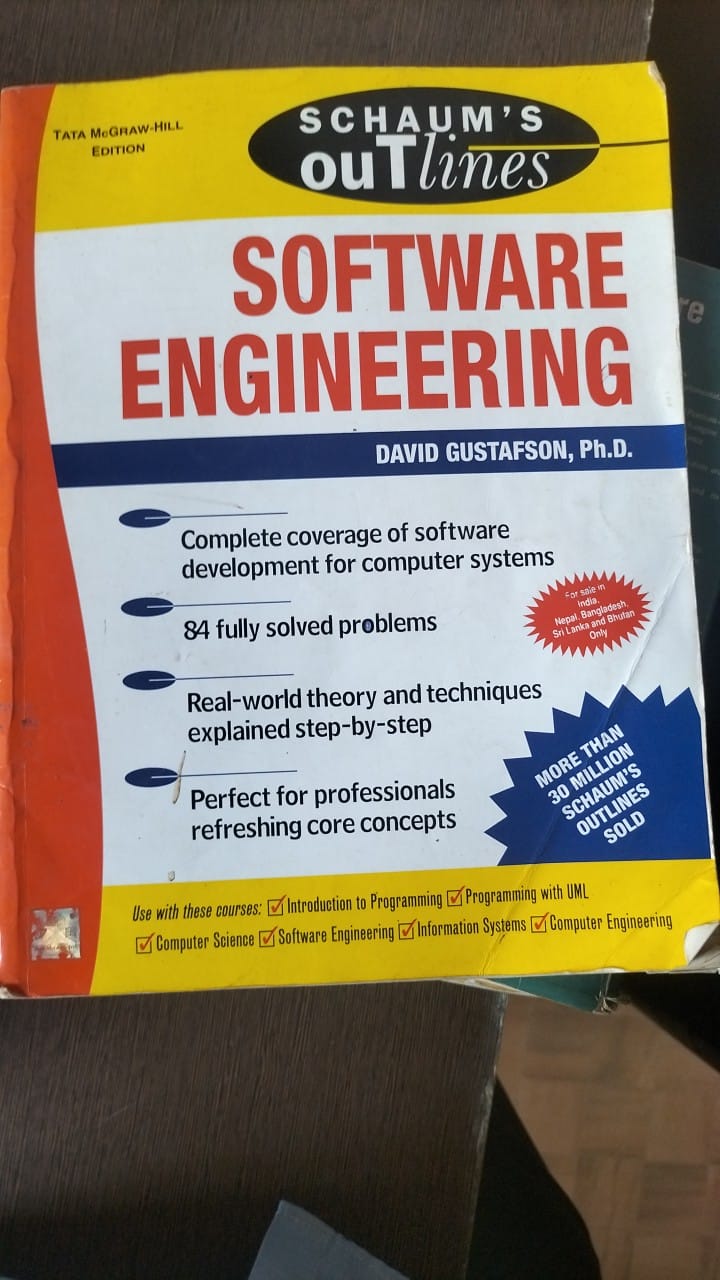 TATA McGRAW-HILL
EDITION
SCHAUM'S
ouTlines
SOFTWARE
ENGINEERING
DAVID GUSTAFSON, Ph.D.
Complete coverage of software
development for computer systems
84 fully solved problems
For sale in
India,
Nepal, Bangladesh,
Sri Lanka and Bhutan
Only
Real-world theory and techniques
explained step-by-step
MORE THAN
30 MILLION
SCHAUM'S
OUTLINES
SOLD
Perfect for professionals
refreshing core concepts
Use with these courses: ☑ Introduction to Programming ☑ Programming with UML
☑ Computer Science ☑ Software Engineering ☑ Information Systems ☑ Computer Engineering
re